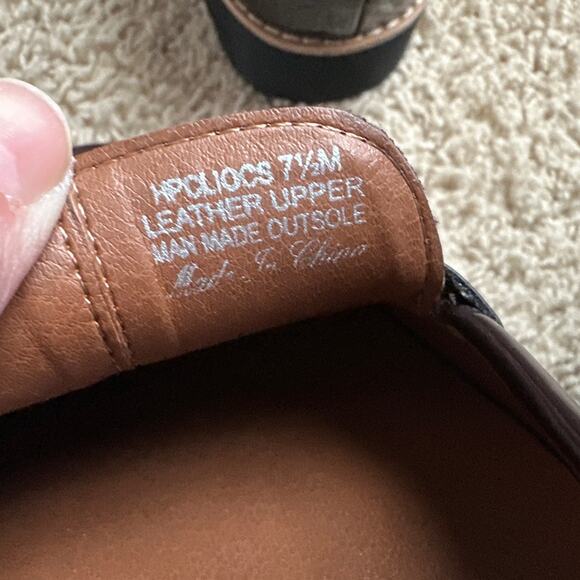 HPOLIOCS 7½M
LEATHER UPPER
MAN MADE OUTSOLE
Made In China